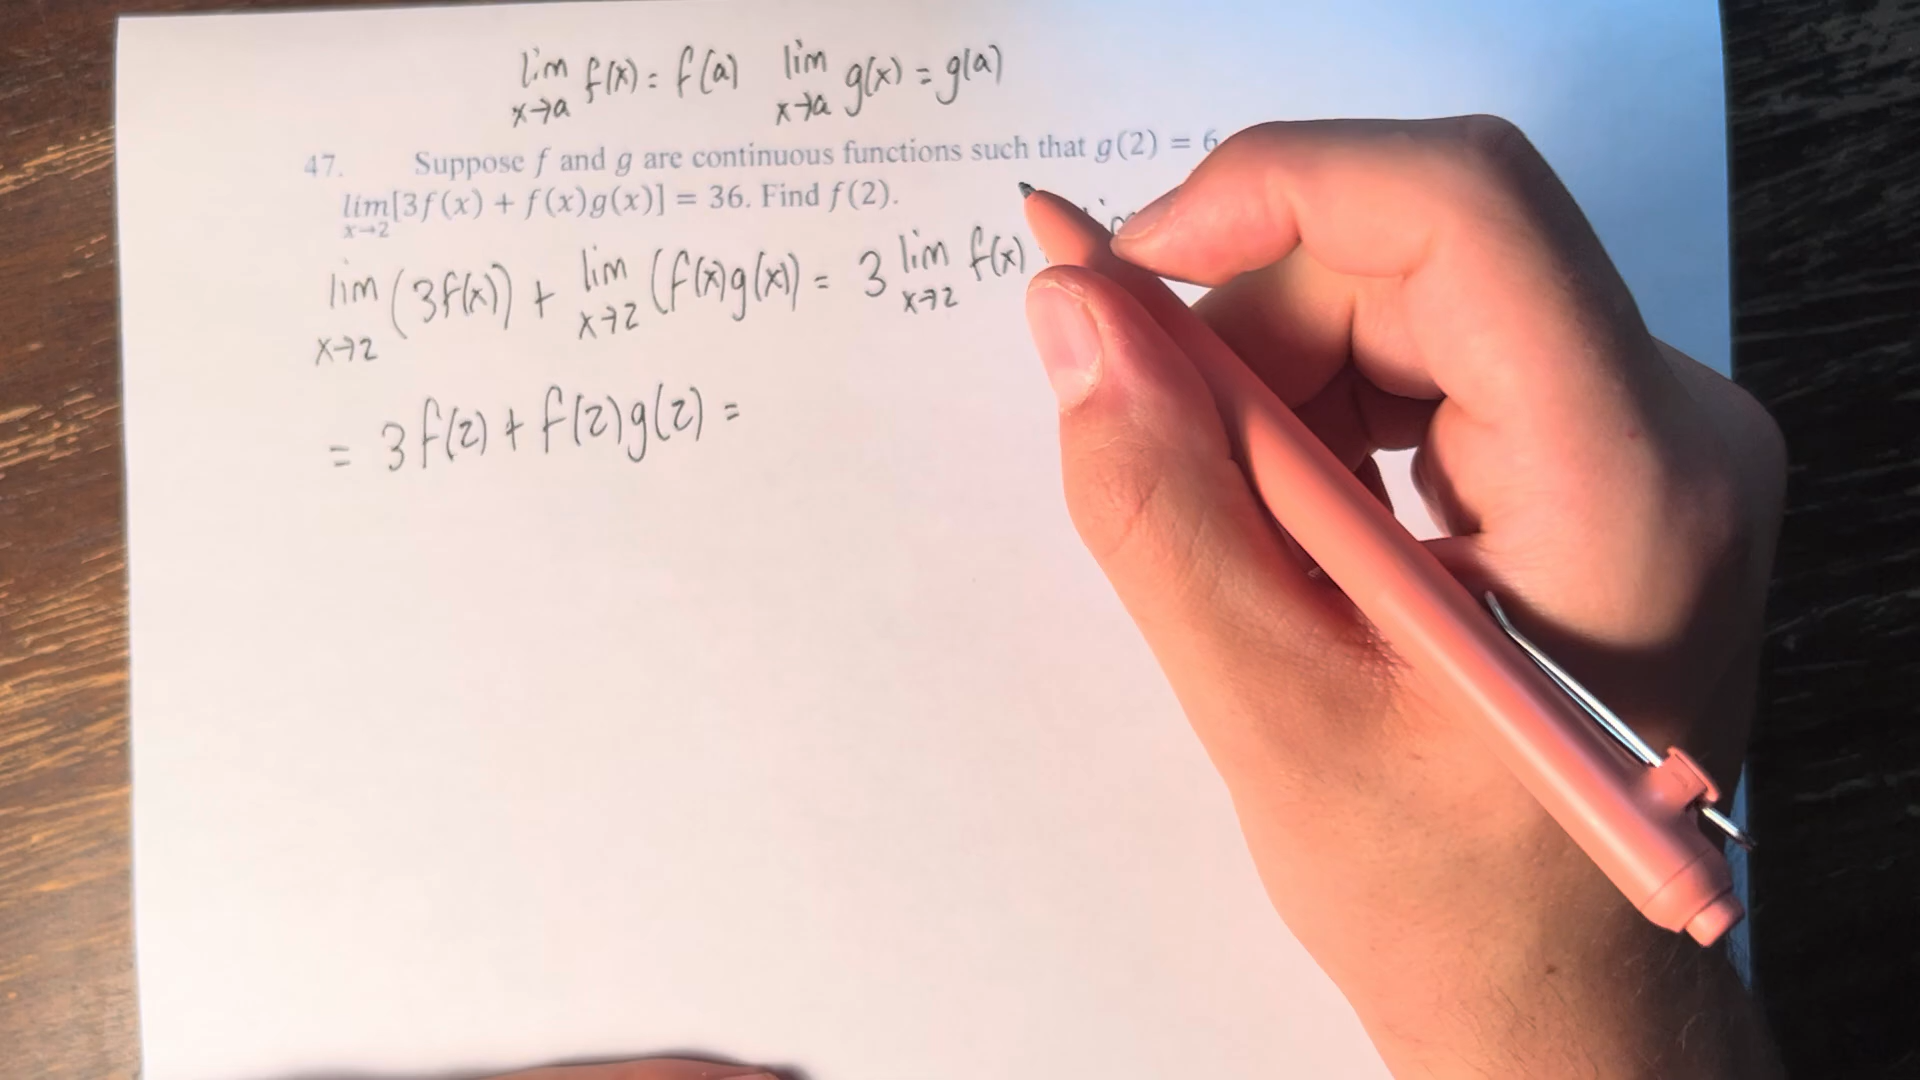 lim f(x) = f(a) lim g(x) = g(a)
x→a x→a
47. Suppose f and g are continuous functions such that g(2) = 6
lim[3f(x) + f(x)g(x)] = 36. Find f(2).
x→2
lim (3f(x)) + lim (f(x)g(x)) = 3 lim f(x)
x→2 x→2 x→2
= 3f(2) + f(2)g(2) =